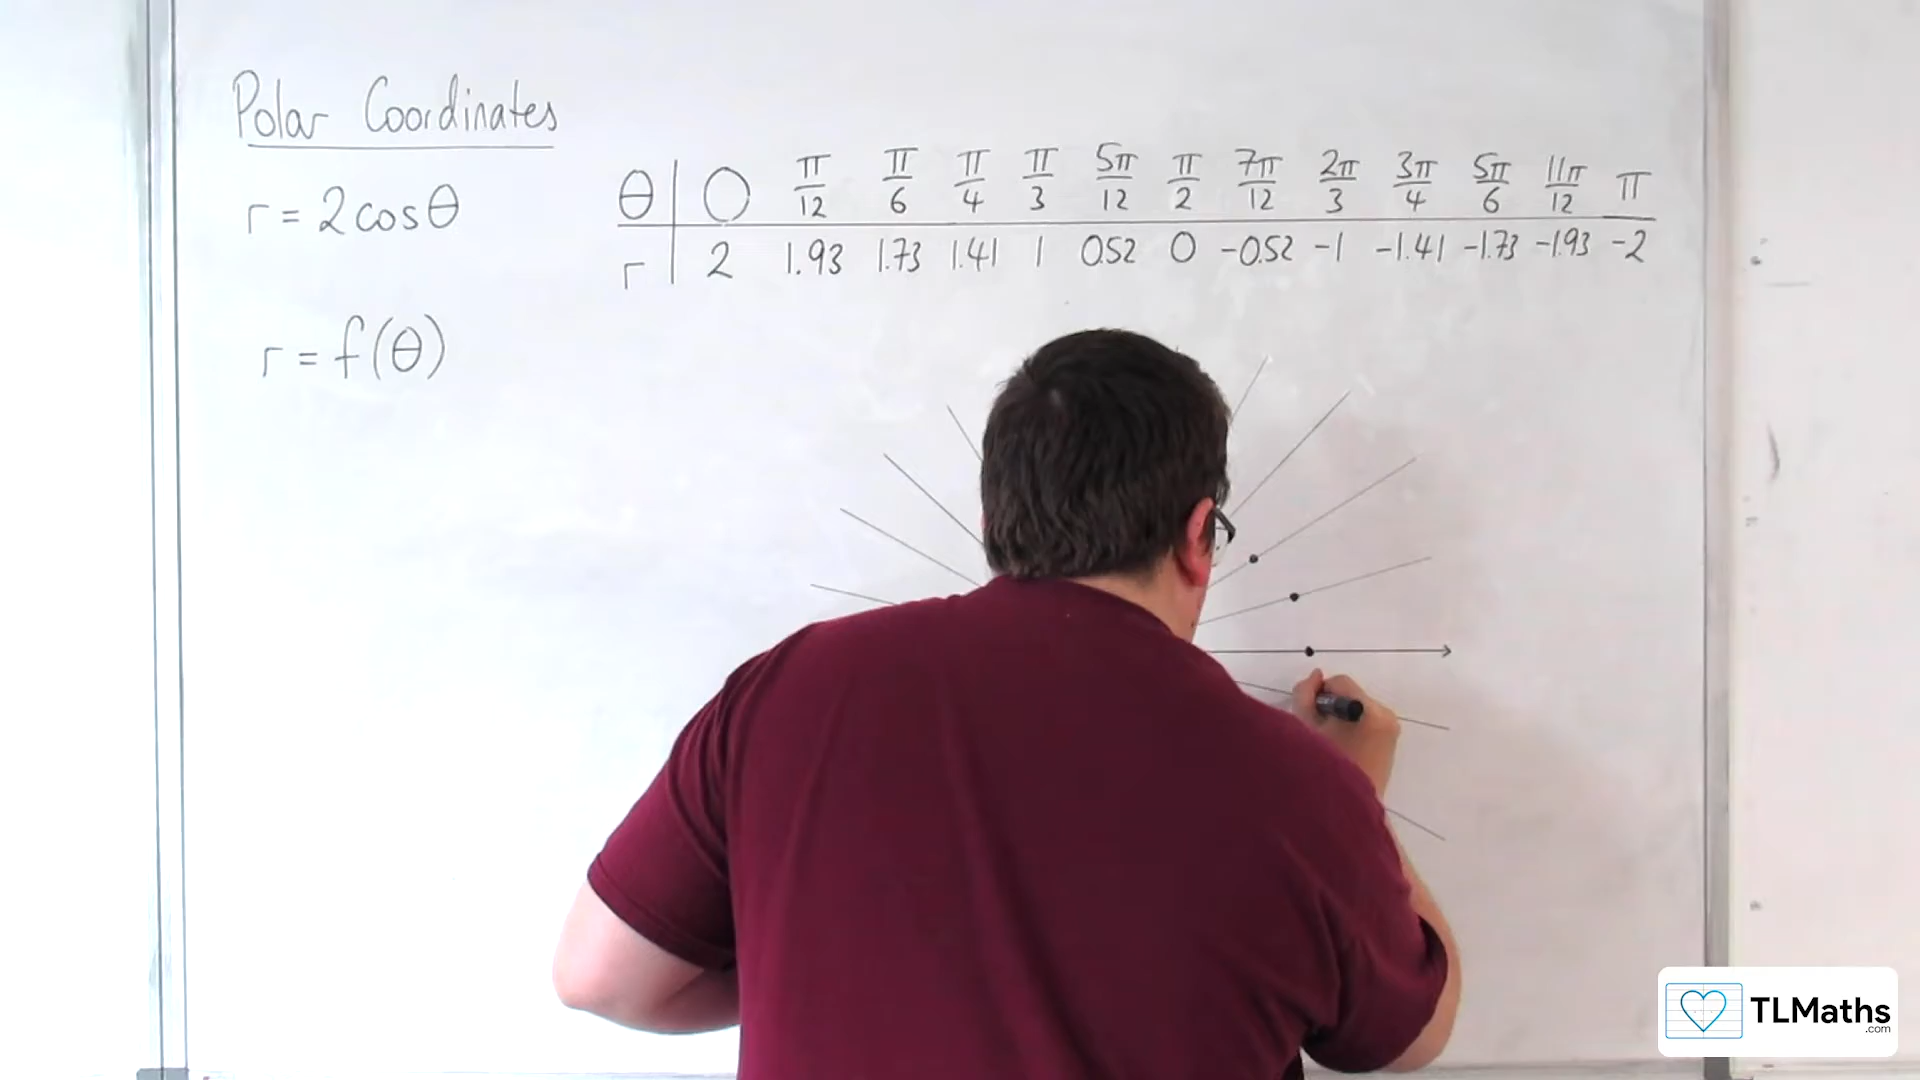 Polar Coordinates
r = 2cosθ
θ 0 π/12 π/6 π/4 π/3 5π/12 π/2 7π/12 2π/3 3π/4 5π/6 11π/12 π
r 2 1.93 1.73 1.41 1 0.52 0 -0.52 -1 -1.41 -1.73 -1.93 -2
r = f(θ)
TLMaths
.com